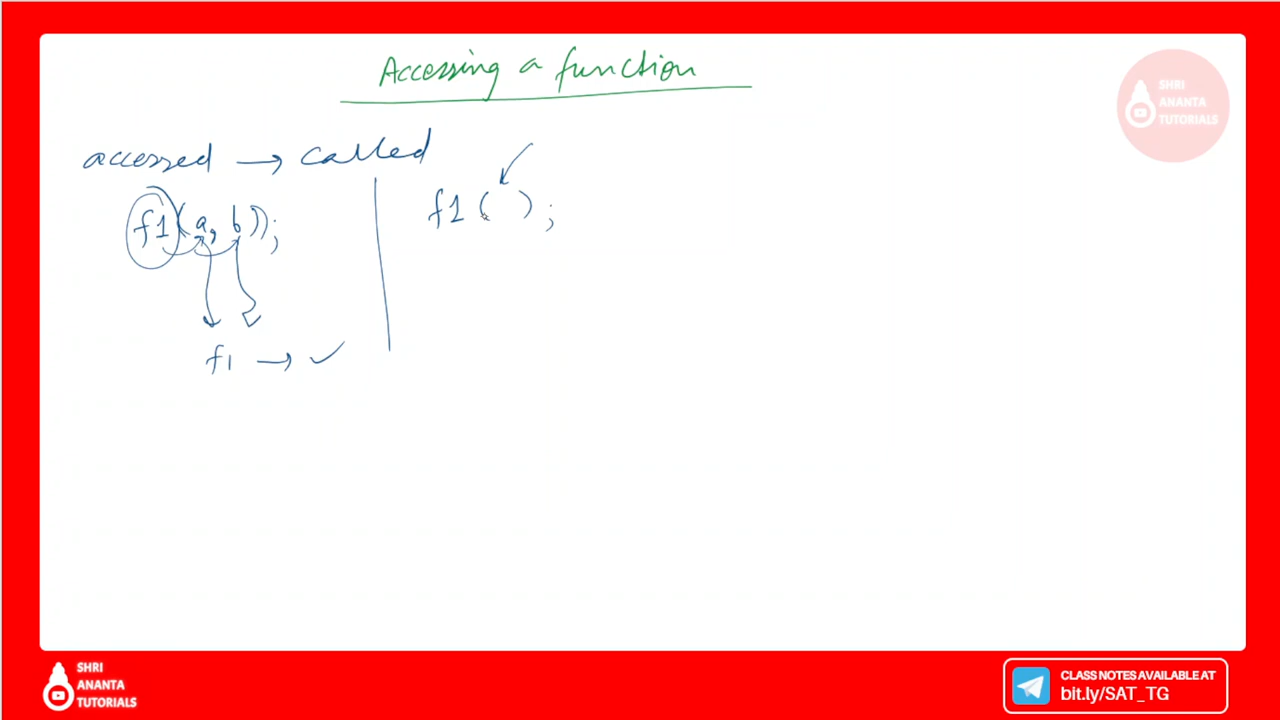 Accessing a function
SHRI
ANANTA
TUTORIALS
accessed → called
f1(a, b));
f1( );
f1 → ✓
SHRI
ANANTA
TUTORIALS
CLASS NOTES AVAILABLE AT
bit.ly/SAT_TG